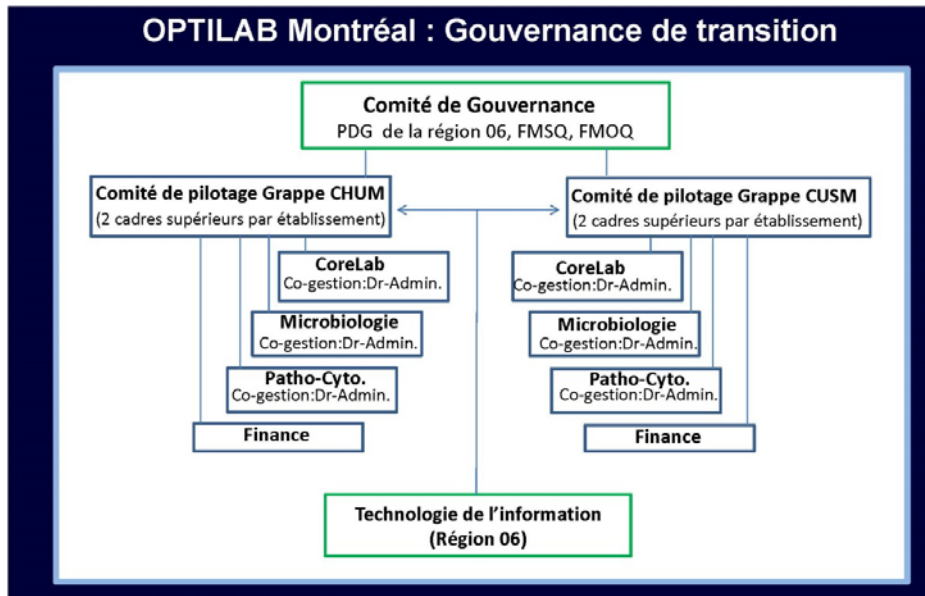 OPTILAB Montréal : Gouvernance de transition
Comité de Gouvernance
PDG de la région 06, FMSQ, FMOQ
Comité de pilotage Grappe CHUM
(2 cadres supérieurs par établissement)
CoreLab
Co-gestion:Dr-Admin.
Microbiologie
Co-gestion:Dr-Admin.
Patho-Cyto.
Co-gestion:Dr-Admin.
Finance
Comité de pilotage Grappe CUSM
(2 cadres supérieurs par établissement)
CoreLab
Co-gestion:Dr-Admin.
Microbiologie
Co-gestion:Dr-Admin.
Patho-Cyto.
Co-gestion:Dr-Admin.
Finance
Technologie de l'information
(Région 06)